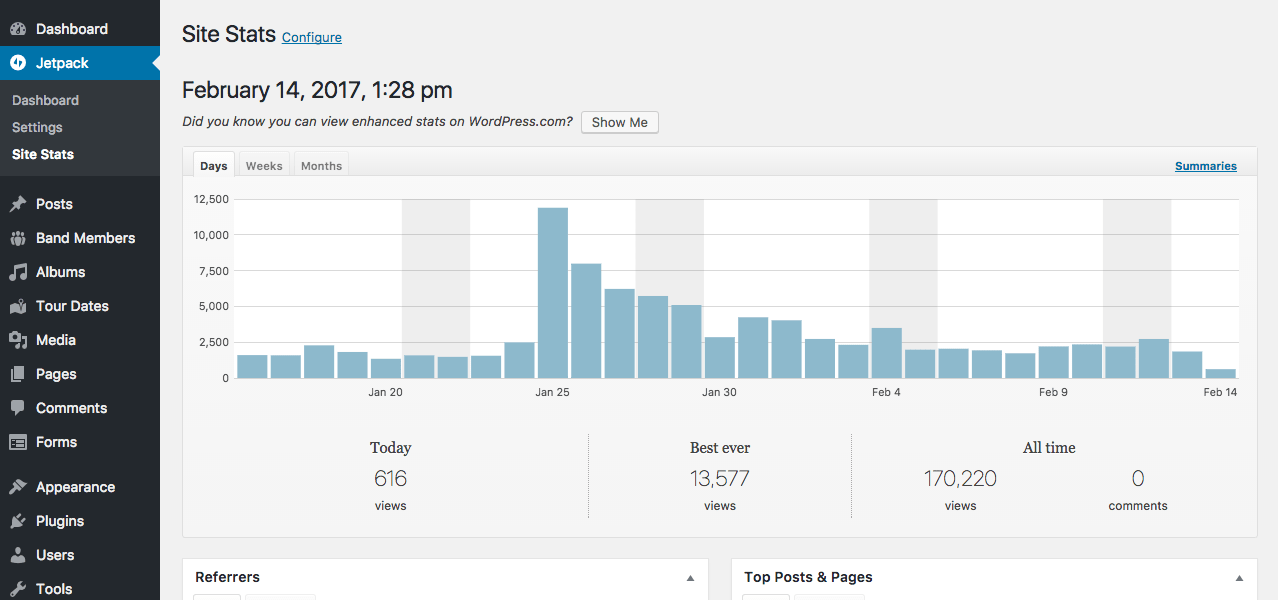 Dashboard
Jetpack
Dashboard
Settings
Site Stats
Posts
Band Members
Albums
Tour Dates
Media
Pages
Comments
Forms
Appearance
Plugins
Users
Tools
Site Stats Configure
February 14, 2017, 1:28 pm
Did you know you can view enhanced stats on WordPress.com? Show Me
Days Weeks Months Summaries
12,500
10,000
7,500
5,000
2,500
0
Jan 20 Jan 25 Jan 30 Feb 4 Feb 9 Feb 14
Today Best ever All time
616 13,577 170,220 0
views views views comments
Referrers Top Posts & Pages